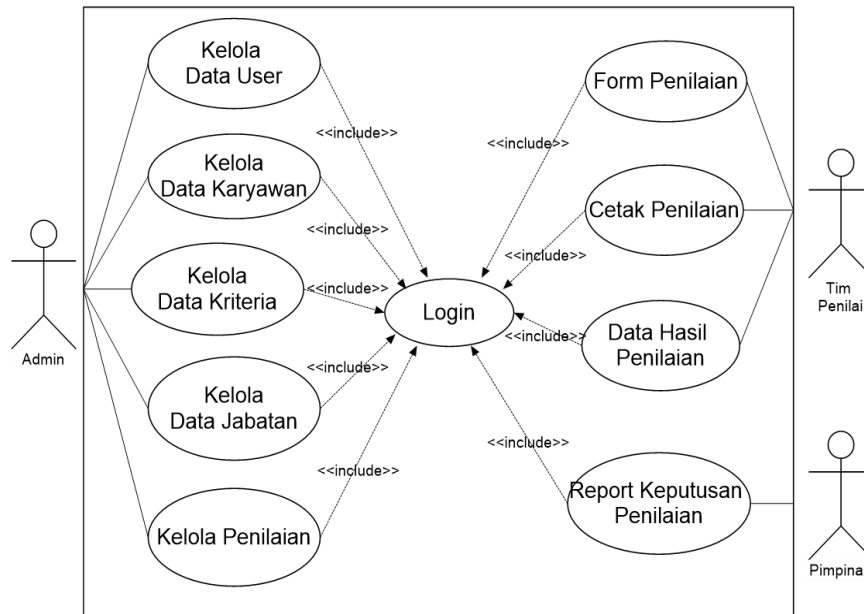 Kelola
Data User
Form Penilaian
<<include>>
<<include>>
Kelola
Data Karyawan
Cetak Penilaian
<<include>>
<<include>>
Kelola
Data Kriteria
<<include>>
Login
<<include>>
Data Hasil
Penilaian
Tim
Penilai
Admin
Kelola
Data Jabatan
<<include>>
<<include>>
<<include>>
Report Keputusan
Penilaian
Kelola Penilaian
Pimpina